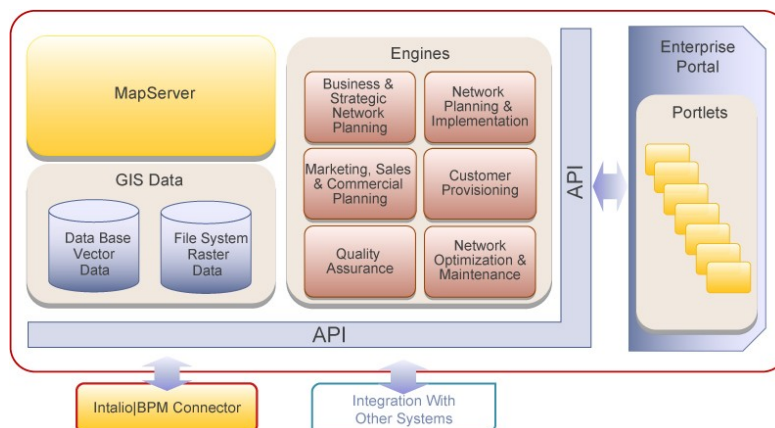 MapServer
GIS Data
Data Base
Vector
Data
File System
Raster
Data
Engines
Business &
Strategic
Network
Planning
Network
Planning &
Implementation
Marketing, Sales
& Commercial
Planning
Customer
Provisioning
Quality
Assurance
Network
Optimization &
Maintenance
API
API
Enterprise
Portal
Portlets
Intalio|BPM Connector
Integration With
Other Systems